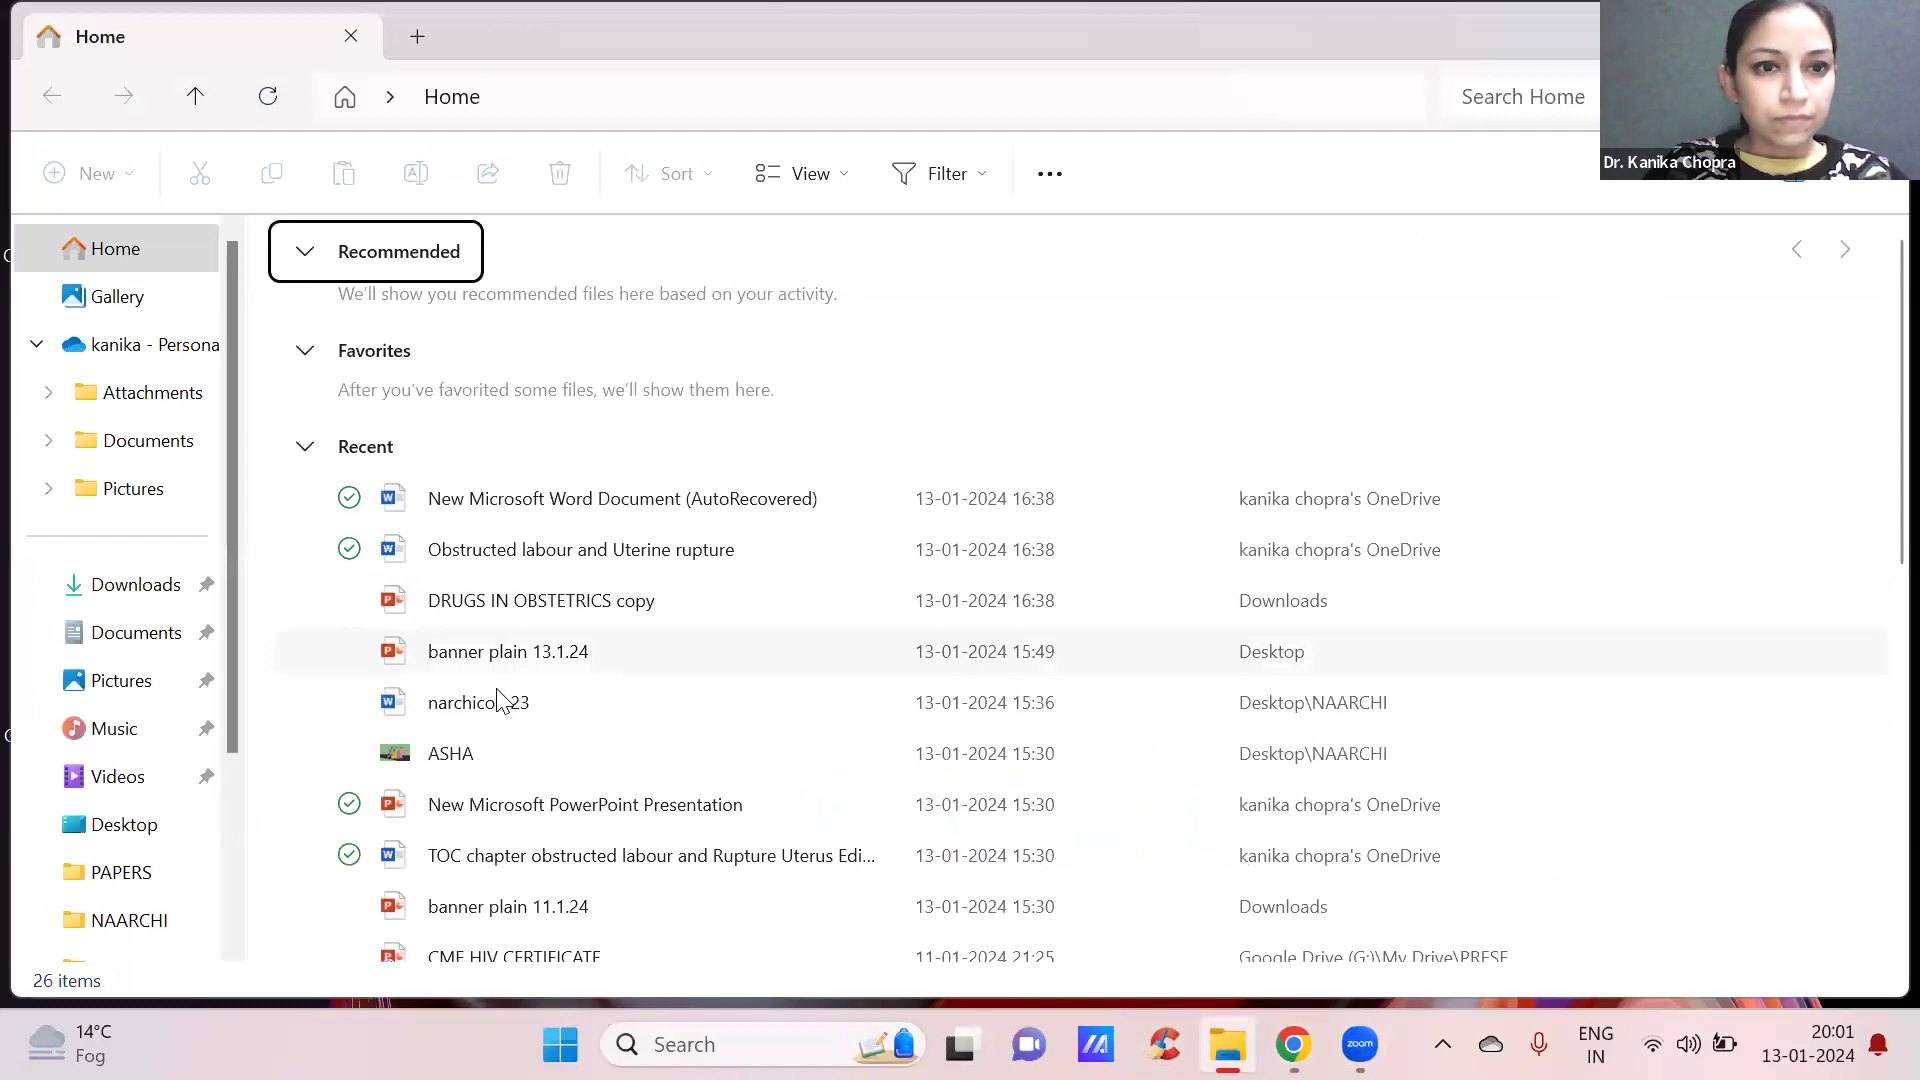 Home
Home
Search Home
Dr. Kanika Chopra
New
Sort
View
Filter
Home
Gallery
kanika - Persona
Attachments
Documents
Pictures
Downloads
Documents
Pictures
Music
Videos
Desktop
PAPERS
NAARCHI
26 items
Recommended
We'll show you recommended files here based on your activity.
Favorites
After you've favorited some files, we'll show them here.
Recent
New Microsoft Word Document (AutoRecovered) 13-01-2024 16:38 kanika chopra's OneDrive
Obstructed labour and Uterine rupture 13-01-2024 16:38 kanika chopra's OneDrive
DRUGS IN OBSTETRICS copy 13-01-2024 16:38 Downloads
banner plain 13.1.24 13-01-2024 15:49 Desktop
13-01-2024 15:36 Desktop\NAARCHI
ASHA 13-01-2024 15:30 Desktop\NAARCHI
New Microsoft PowerPoint Presentation 13-01-2024 15:30 kanika chopra's OneDrive
TOC chapter obstructed labour and Rupture Uterus Edi... 13-01-2024 15:30 kanika chopra's OneDrive
banner plain 11.1.24 13-01-2024 15:30 Downloads
CME HIV CERTIFICATE 11-01-2024 21:25 Google Drive (G:)\My Drive\PRESE
14°C
Fog
Search
zoom
ENG
IN
20:01
13-01-2024